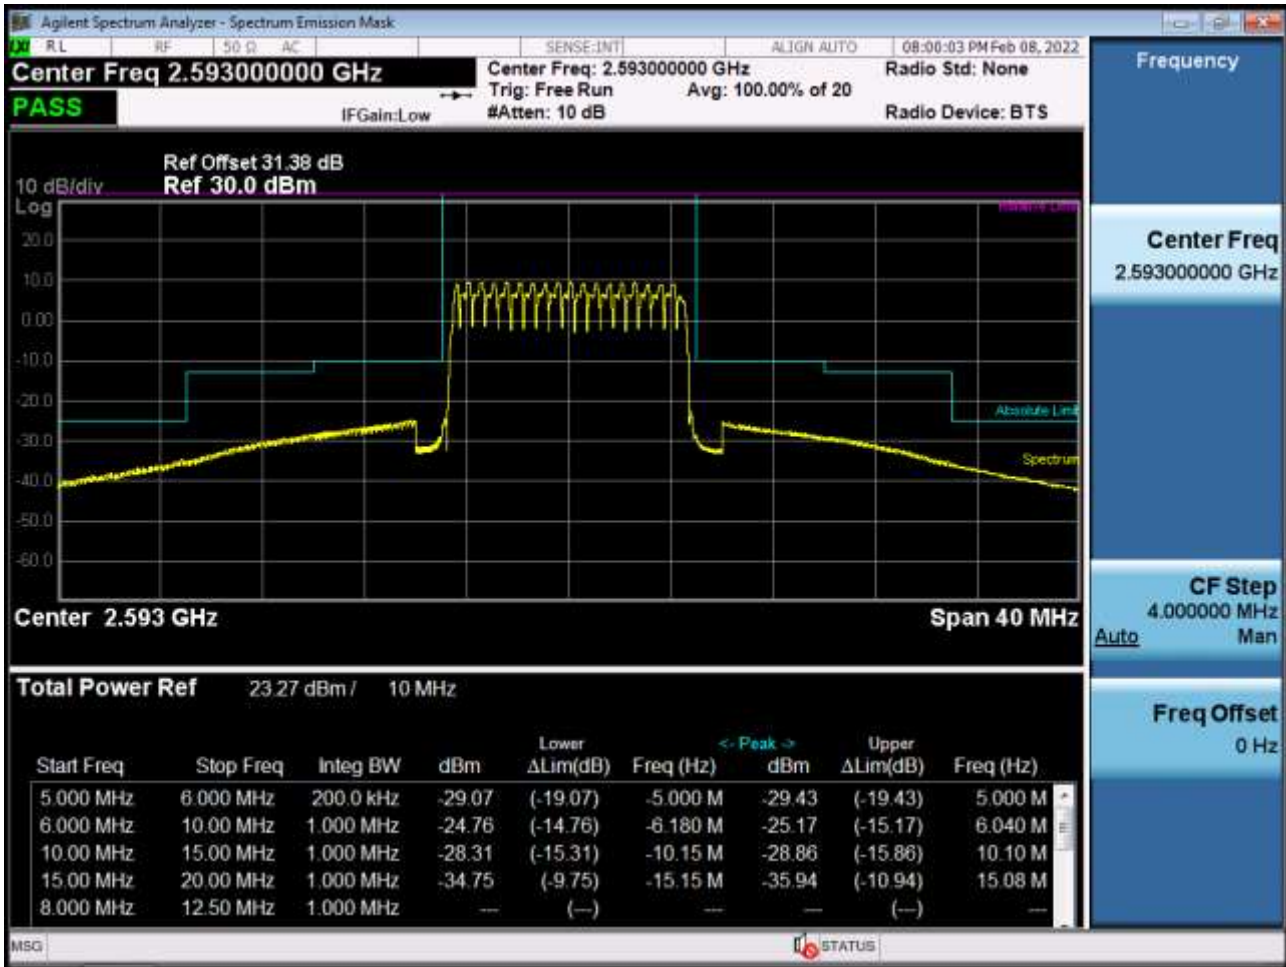 Agilent Spectrum Analyzer - Spectrum Emission Mask
RL RF 50 Ω AC SENSE:INT ALIGN AUTO 08:00:03 PM Feb 08, 2022
Center Freq 2.593000000 GHz
Center Freq: 2.593000000 GHz Radio Std: None
Trig: Free Run Avg: 100.00% of 20
PASS IFGain:Low #Atten: 10 dB Radio Device: BTS
Ref Offset 31.38 dB
10 dB/div Ref 30.0 dBm
Log
20.0
10.0
0.00
-10.0
-20.0
Absolute Limit
-30.0
Spectrum
-40.0
-50.0
-60.0
Center 2.593 GHz Span 40 MHz
Total Power Ref 23.27 dBm / 10 MHz
Lower <- Peak -> Upper
Start Freq Stop Freq Integ BW dBm ΔLim(dB) Freq (Hz) dBm ΔLim(dB) Freq (Hz)
5.000 MHz 6.000 MHz 200.0 kHz -29.07 (-19.07) -5.000 M -29.43 (-19.43) 5.000 M
6.000 MHz 10.00 MHz 1.000 MHz -24.76 (-14.76) -6.180 M -25.17 (-15.17) 6.040 M
10.00 MHz 15.00 MHz 1.000 MHz -28.31 (-15.31) -10.15 M -28.86 (-15.86) 10.10 M
15.00 MHz 20.00 MHz 1.000 MHz -34.75 (-9.75) -15.15 M -35.94 (-10.94) 15.08 M
8.000 MHz 12.50 MHz 1.000 MHz --- (---) --- --- (---) ---
MSG STATUS
Frequency
Center Freq
2.593000000 GHz
CF Step
4.000000 MHz
Auto Man
Freq Offset
0 Hz